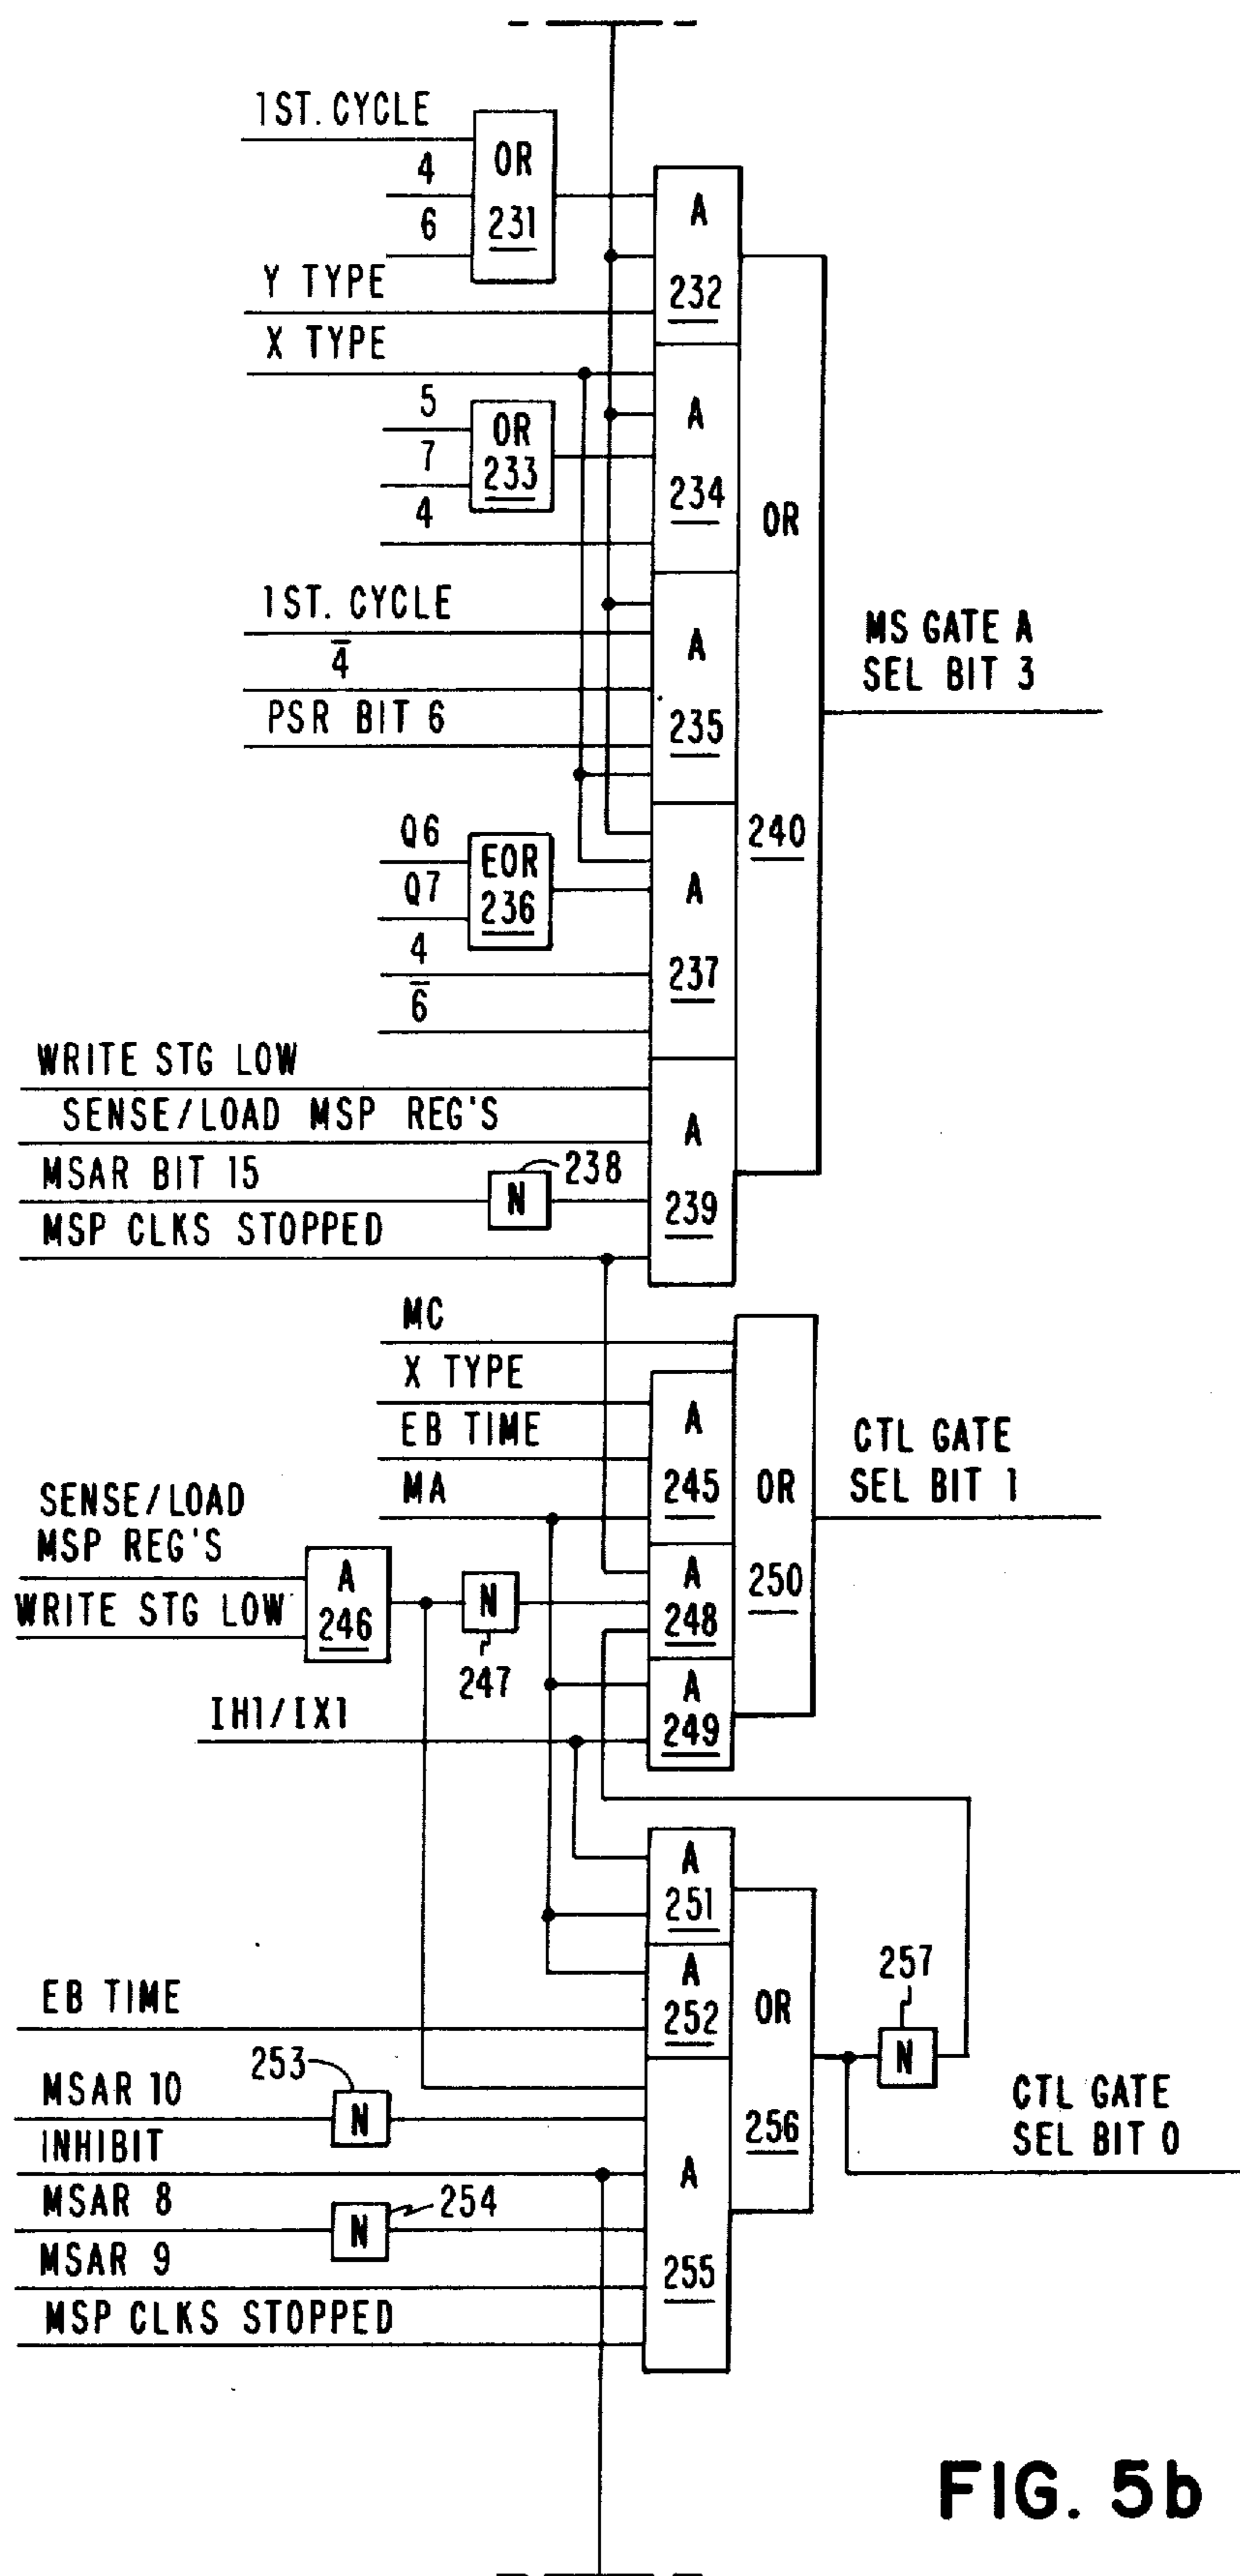 1ST. CYCLE
4
6
OR
231
A
232
Y TYPE
X TYPE
5
7
OR
233
4
A
234
OR
1ST. CYCLE
4̅
PSR BIT 6
A
235
MS GATE A
SEL BIT 3
240
Q6
Q7
EOR
236
4
6̅
A
237
WRITE STG LOW
SENSE/LOAD MSP REG'S
MSAR BIT 15
N
238
MSP CLKS STOPPED
A
239
MC
X TYPE
EB TIME
MA
A
245
OR
250
CTL GATE
SEL BIT 1
SENSE/LOAD
MSP REG'S
WRITE STG LOW
A
246
N
247
A
248
IH1/IX1
A
249
A
251
A
252
EB TIME
OR
256
257
N
253
MSAR 10
N
INHIBIT
MSAR 8
N
254
MSAR 9
MSP CLKS STOPPED
A
255
CTL GATE
SEL BIT 0
FIG. 5b